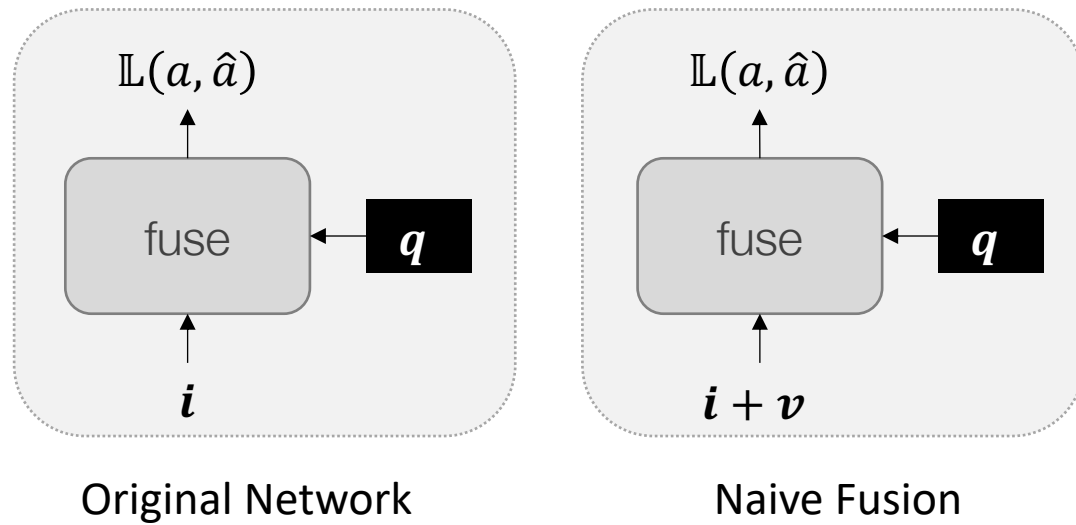 𝕃(a, â)
fuse
q
i
Original Network
𝕃(a, â)
fuse
q
i + v
Naive Fusion